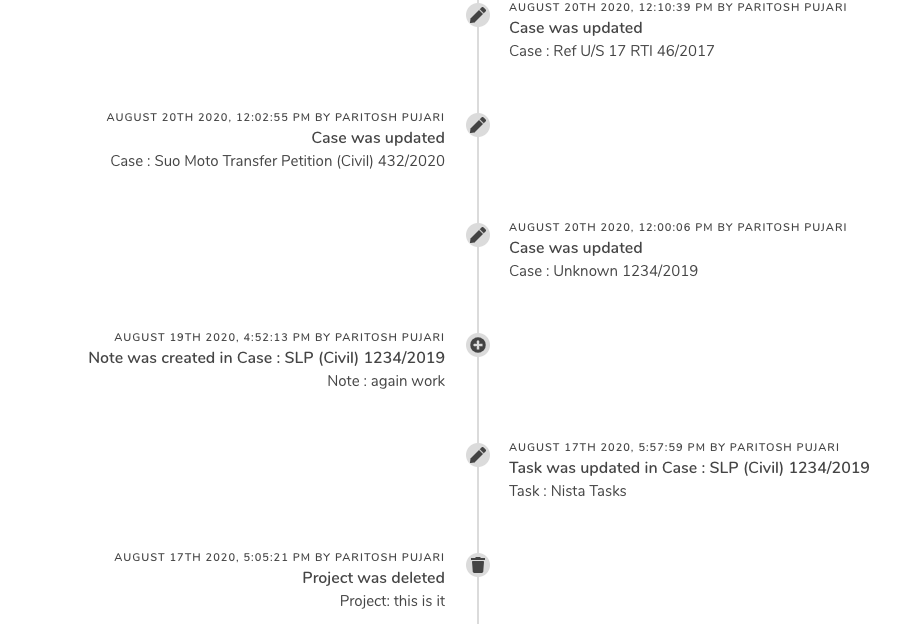 AUGUST 20TH 2020, 12:10:39 PM BY PARITOSH PUJARI
Case was updated
Case : Ref U/S 17 RTI 46/2017
AUGUST 20TH 2020, 12:02:55 PM BY PARITOSH PUJARI
Case was updated
Case : Suo Moto Transfer Petition (Civil) 432/2020
AUGUST 20TH 2020, 12:00:06 PM BY PARITOSH PUJARI
Case was updated
Case : Unknown 1234/2019
AUGUST 19TH 2020, 4:52:13 PM BY PARITOSH PUJARI
Note was created in Case : SLP (Civil) 1234/2019
Note : again work
AUGUST 17TH 2020, 5:57:59 PM BY PARITOSH PUJARI
Task was updated in Case : SLP (Civil) 1234/2019
Task : Nista Tasks
AUGUST 17TH 2020, 5:05:21 PM BY PARITOSH PUJARI
Project was deleted
Project: this is it